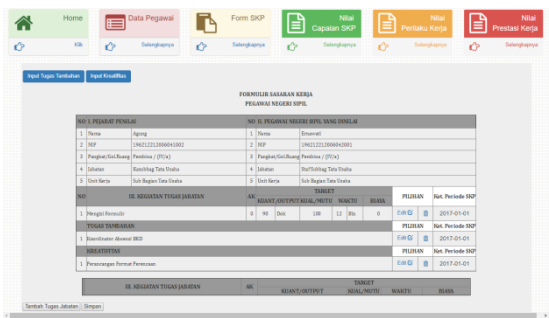 Home
Klik
Data Pegawai
Selengkapnya
Form SKP
Selengkapnya
Nilai
Capaian SKP
Selengkapnya
Nilai
Perilaku Kerja
Selengkapnya
Nilai
Prestasi Kerja
Selengkapnya
Input Tugas Tambahan Input Kreatifitas
FORMULIR SASARAN KERJA
PEGAWAI NEGERI SIPIL
NO I. PEJABAT PENILAI NO II. PEGAWAI NEGERI SIPIL YANG DINILAI
1 Nama Agung 1 Nama Ernawati
2 NIP 196212212006041002 2 NIP 196212212006042001
3 Pangkat/Gol.Ruang Pembina / (IV/a) 3 Pangkat/Gol.Ruang Pembina / (IV/a)
4 Jabatan Kasubbag Tata Usaha 4 Jabatan Staf Subbag Tata Usaha
5 Unit Kerja Sub Bagian Tata Usaha 5 Unit Kerja Sub Bagian Tata Usaha
NO III. KEGIATAN TUGAS JABATAN AK TARGET PILIHAN Ket. Periode SKP
KUANT/OUTPUT KUAL/MUTU WAKTU BIAYA
1 Mengisi Formulir 0 90 Dok 100 12 Bln 0 Edit 2017-01-01
TUGAS TAMBAHAN PILIHAN Ket. Periode SKP
1 Koordinator Absensi SKO Edit 2017-01-01
KREATIFITAS PILIHAN Ket. Periode SKP
1 Perancangan Format Pemerataan Edit 2017-01-01
III. KEGIATAN TUGAS JABATAN AK TARGET
KUANT/OUTPUT KUAL/MUTU WAKTU BIAYA
Tambah Tugas Jabatan Simpan